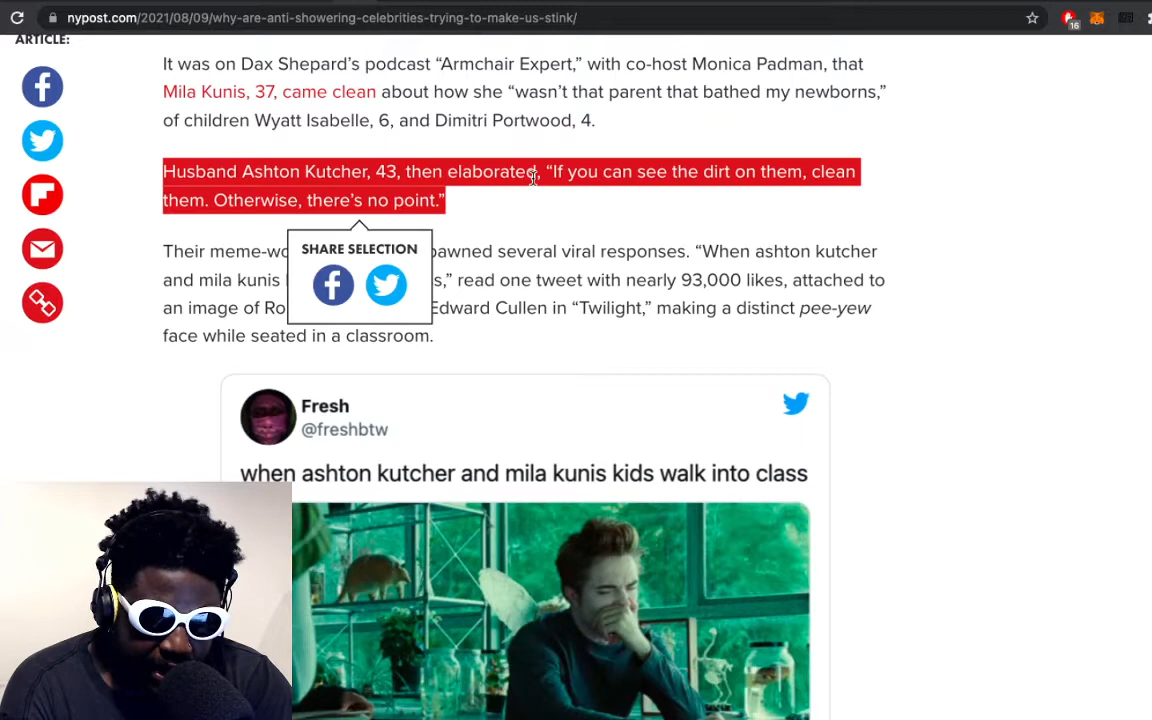 nypost.com/2021/08/09/why-are-anti-showering-celebrities-trying-to-make-us-stink/
16
ARTICLE:
It was on Dax Shepard’s podcast “Armchair Expert,” with co-host Monica Padman, that
Mila Kunis, 37, came clean about how she “wasn’t that parent that bathed my newborns,”
of children Wyatt Isabelle, 6, and Dimitri Portwood, 4.
Husband Ashton Kutcher, 43, then elaborated, “If you can see the dirt on them, clean
them. Otherwise, there’s no point.”
SHARE SELECTION
Their pawned several viral responses. “When ashton kutcher
and mila kunis s,” read one tweet with nearly 93,000 likes, attached to
an image of Edward Cullen in “Twilight,” making a distinct pee-yew
face while seated in a classroom.
Fresh
@freshbtw
when ashton kutcher and mila kunis kids walk into class